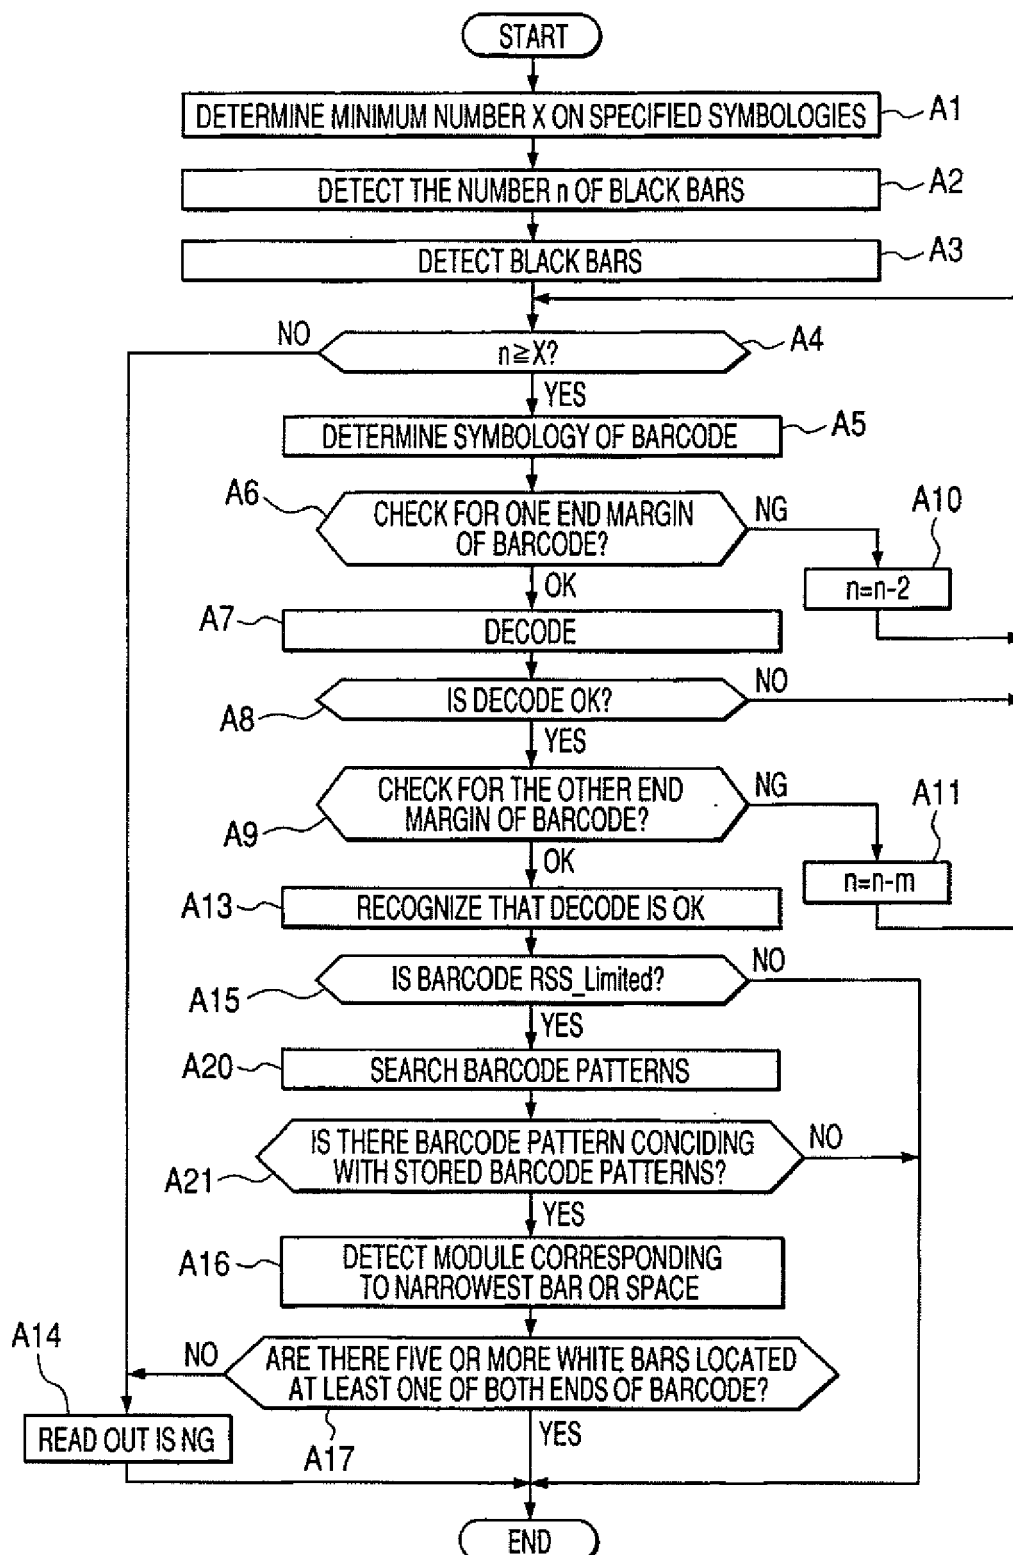 START
DETERMINE MINIMUM NUMBER X ON SPECIFIED SYMBOLOGIES
A1
DETECT THE NUMBER n OF BLACK BARS
A2
DETECT BLACK BARS
A3
NO
n≧X?
A4
YES
DETERMINE SYMBOLOGY OF BARCODE
A5
A6
CHECK FOR ONE END MARGIN
OF BARCODE?
NG
A10
n=n-2
OK
A7
DECODE
A8
IS DECODE OK?
NO
YES
A9
CHECK FOR THE OTHER END
MARGIN OF BARCODE?
NG
A11
n=n-m
OK
A13
RECOGNIZE THAT DECODE IS OK
A15
IS BARCODE RSS_Limited?
NO
YES
A20
SEARCH BARCODE PATTERNS
A21
IS THERE BARCODE PATTERN CONCIDING
WITH STORED BARCODE PATTERNS?
NO
YES
A16
DETECT MODULE CORRESPONDING
TO NARROWEST BAR OR SPACE
A14
NO
ARE THERE FIVE OR MORE WHITE BARS LOCATED
AT LEAST ONE OF BOTH ENDS OF BARCODE?
READ OUT IS NG
A17
YES
END